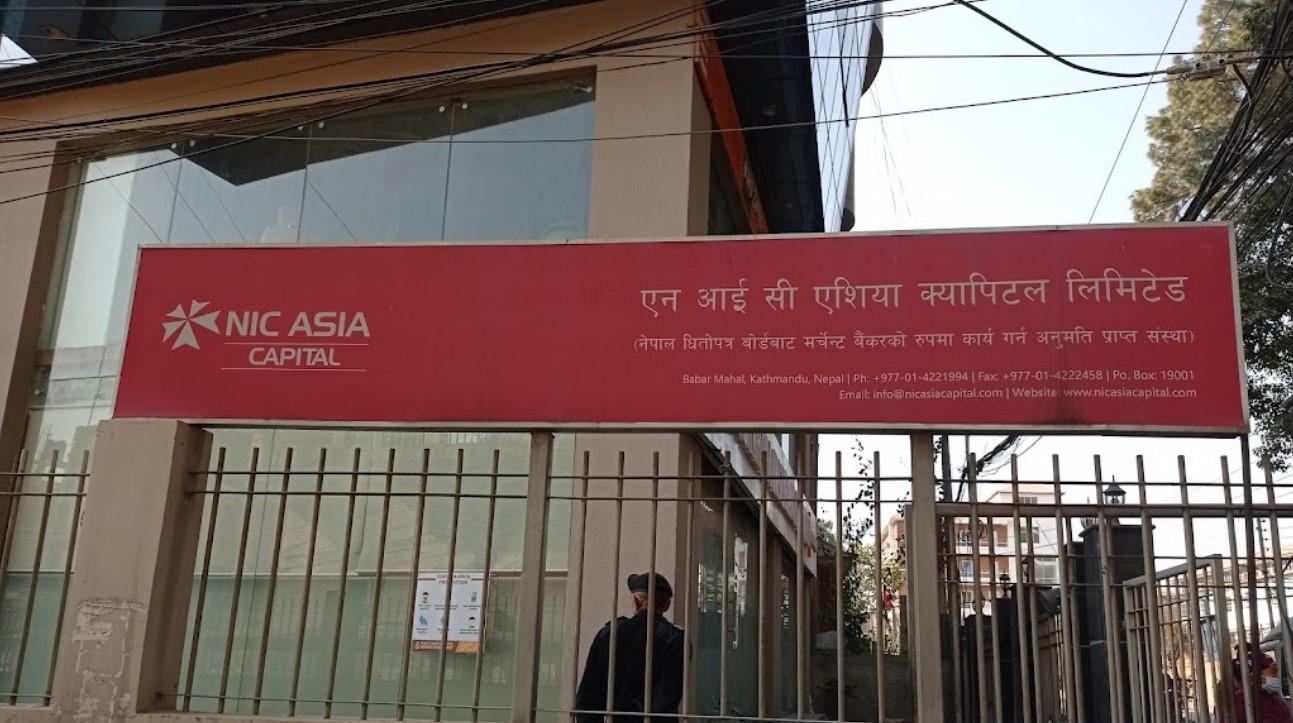 NIC ASIA
CAPITAL
एन आई सी एशिया क्यापिटल लिमिटेड
(नेपाल धितोपत्र बोर्डबाट मर्चेन्ट बैंकरको रुपमा कार्य गर्न अनुमति प्राप्त संस्था)
Babar Mahal, Kathmandu, Nepal | Ph: +977-01-4221994 | Fax: +977-01-4222458 | Po. Box: 19001
Email: info@nicasiacapital.com | Website: www.nicasiacapital.com